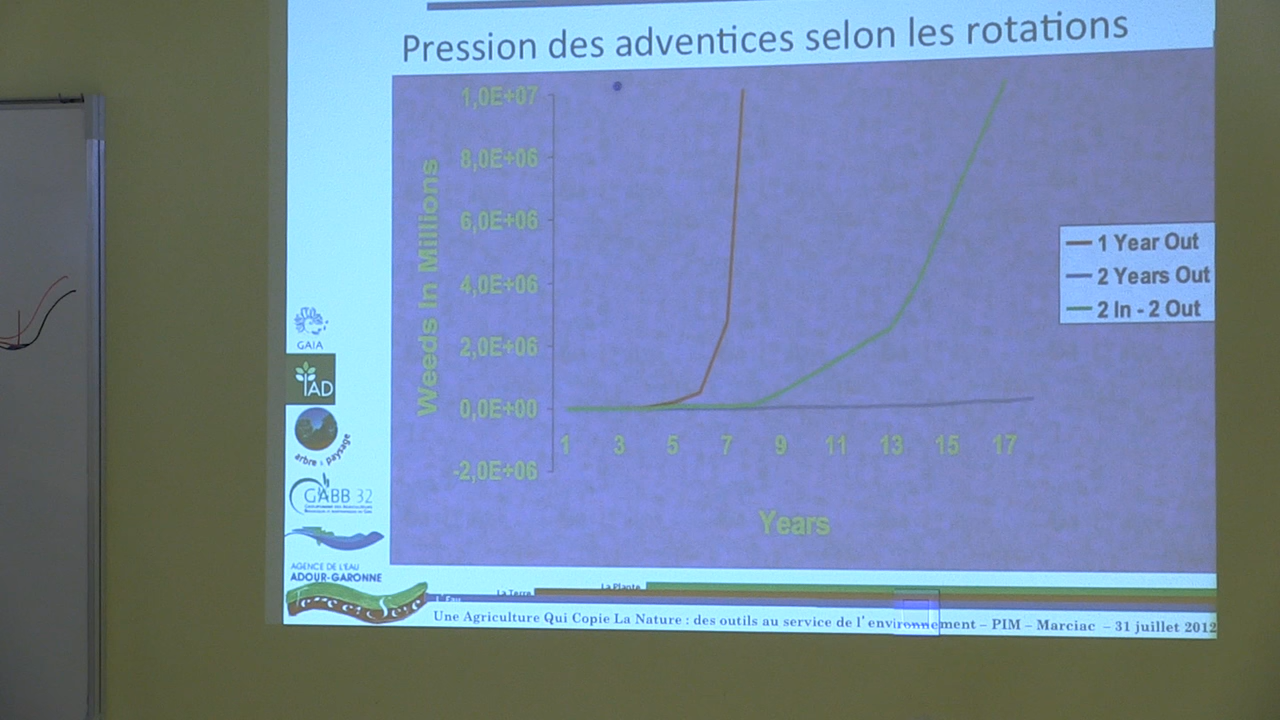 Pression des adventices selon les rotations
1,0E+07
8,0E+06
6,0E+06
4,0E+06
2,0E+06
0,0E+00
-2,0E+06
Weeds in Millions
1 3 5 7 9 11 13 15 17
Years
1 Year Out
2 Years Out
2 In - 2 Out
GAIA
IAD
arbre & paysage
GABB 32
AGENCE DE L'EAU
ADOUR-GARONNE
L'Eau
La Terre
La Plante
Une Agriculture Qui Copie La Nature : des outils au service de l'environnement – PIM – Marciac – 31 juillet 2012